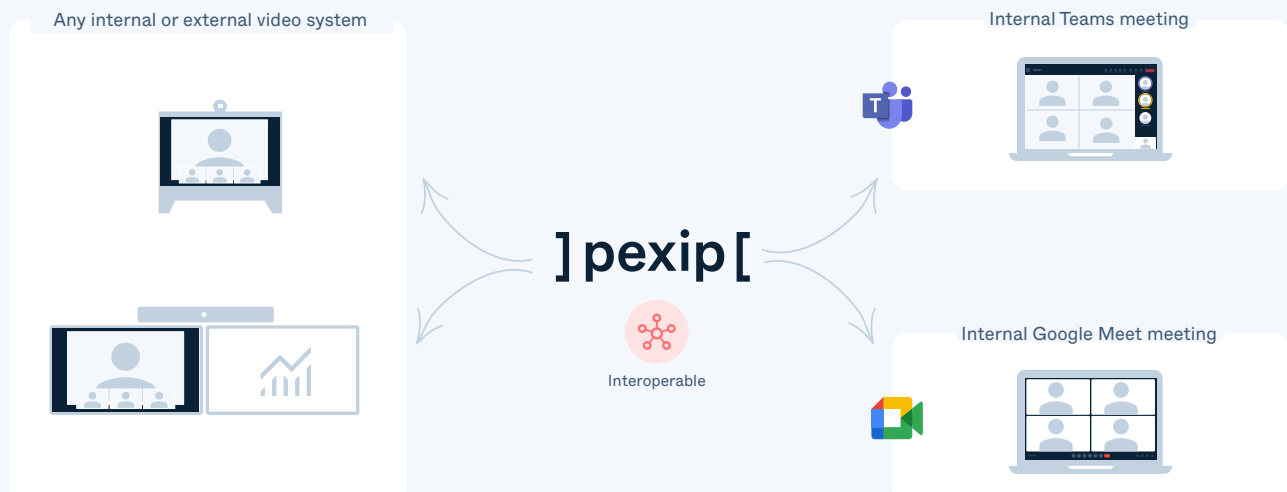 Any internal or external video system
Internal Teams meeting
T
]pexip[
Interoperable
Internal Google Meet meeting